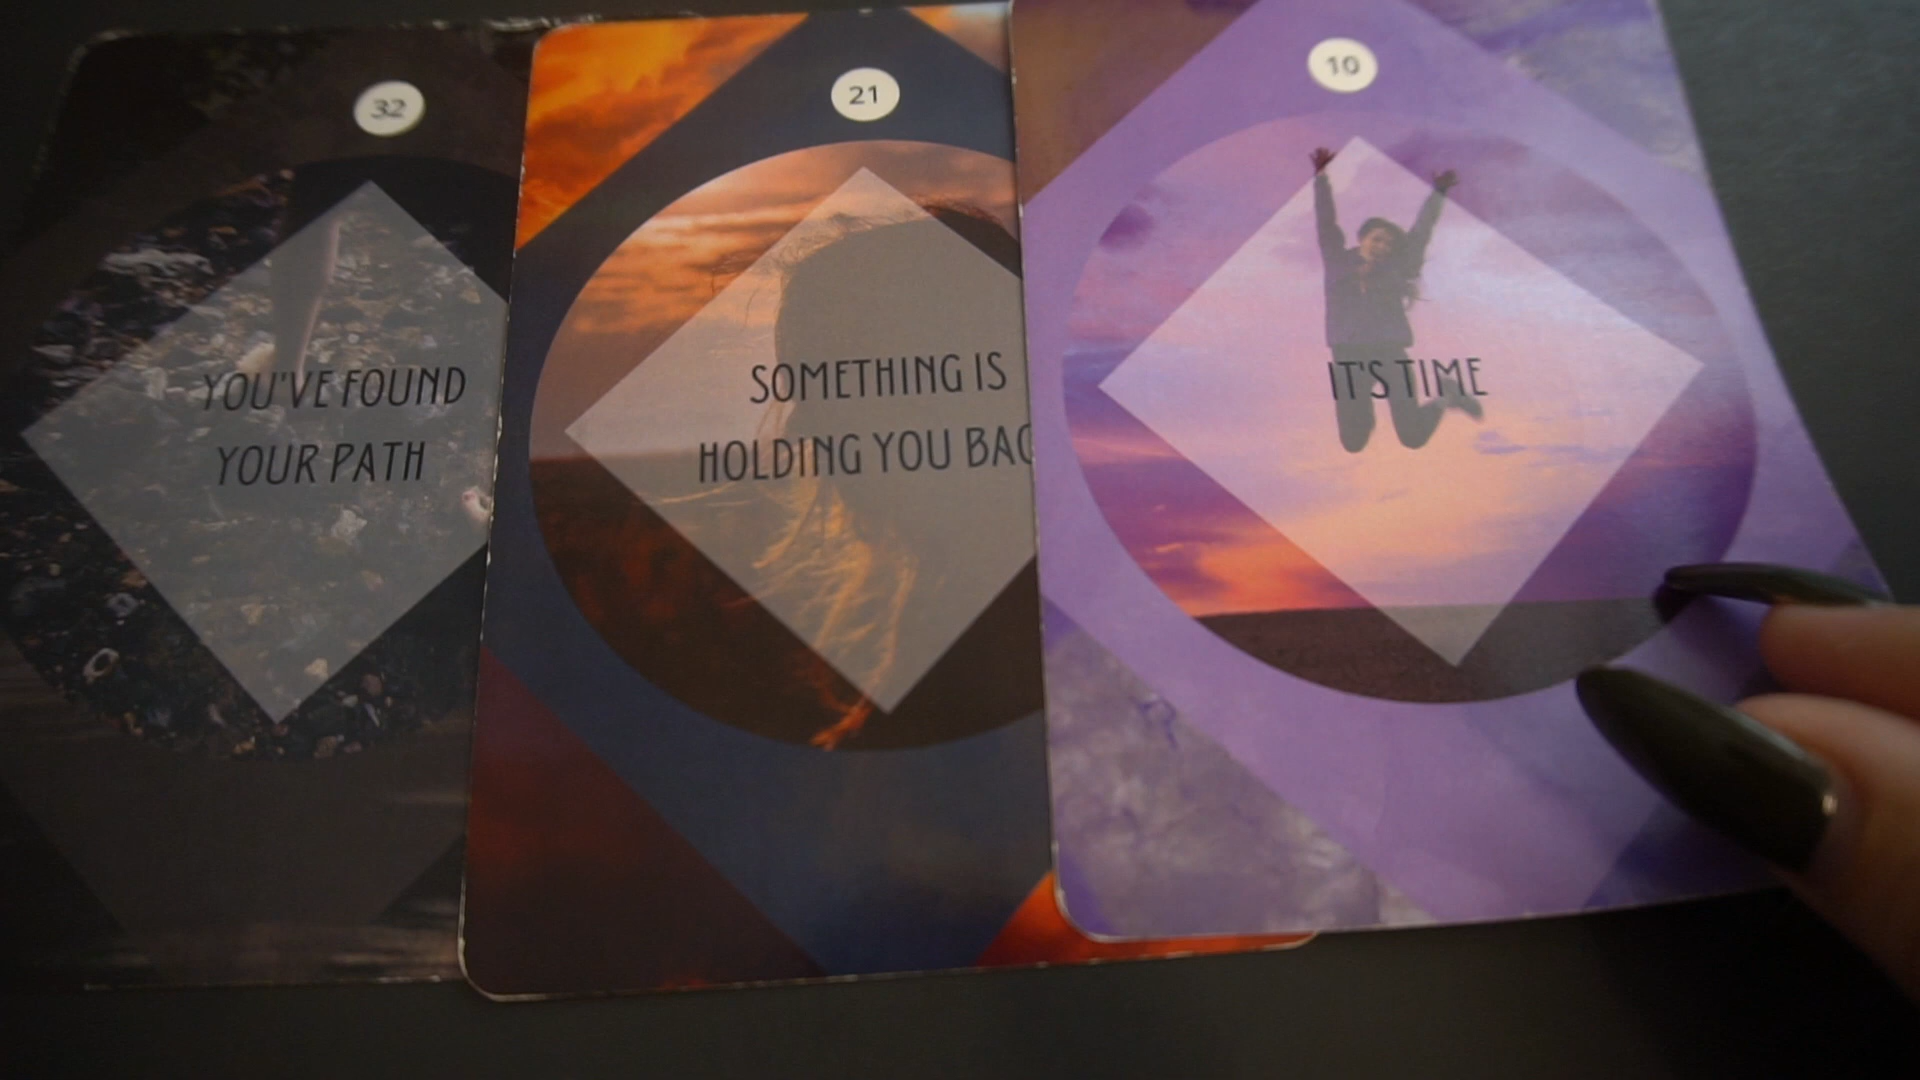 32
YOU'VE FOUND
YOUR PATH
21
SOMETHING IS
HOLDING YOU BAC
10
IT'S TIME